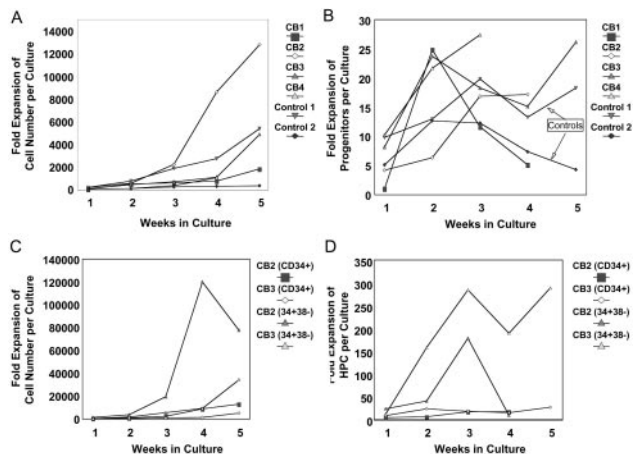 A
Fold Expansion of
Cell Number per Culture
14000
12000
10000
8000
6000
4000
2000
0
1 2 3 4 5
Weeks in Culture
CB1
CB2
CB3
CB4
Control 1
Control 2
B
Fold Expansion of
Progenitors per Culture
30
25
20
15
10
5
0
1 2 3 4 5
Weeks in Culture
Controls
CB1
CB2
CB3
CB4
Control 1
Control 2
C
Fold Expansion of
Cell Number per Culture
140000
120000
100000
80000
60000
40000
20000
0
1 2 3 4 5
Weeks in Culture
CB2 (CD34+)
CB3 (CD34+)
CB2 (34+38-)
CB3 (34+38-)
D
Fold Expansion of
HPC per Culture
350
300
250
200
150
100
50
0
1 2 3 4 5
Weeks in Culture
CB2 (CD34+)
CB3 (CD34+)
CB2 (34+38-)
CB3 (34+38-)